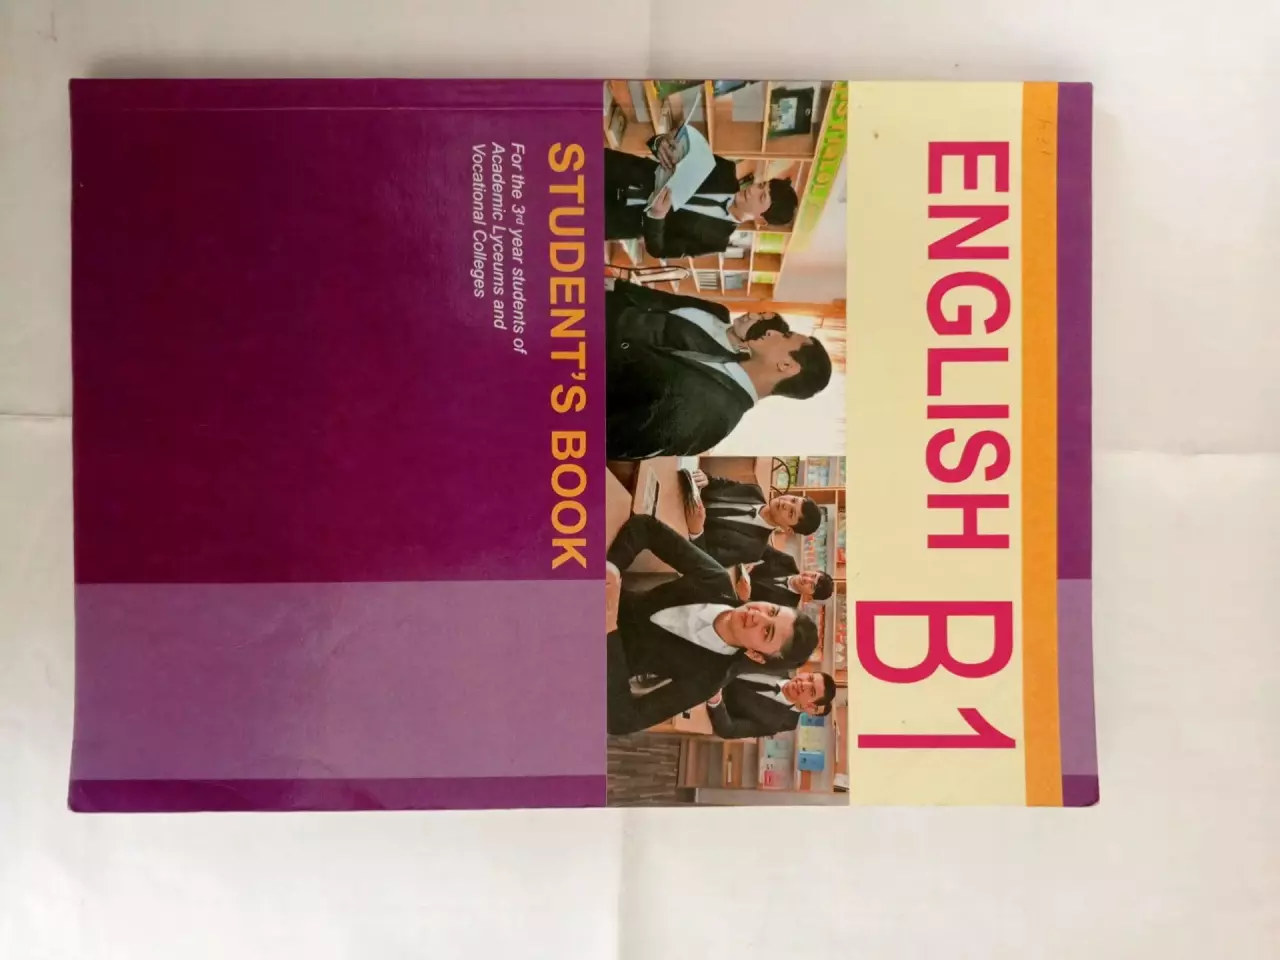 ENGLISH B1
STUDENT'S BOOK
For the 3rd year students of
Academic Lyceums and
Vocational Colleges